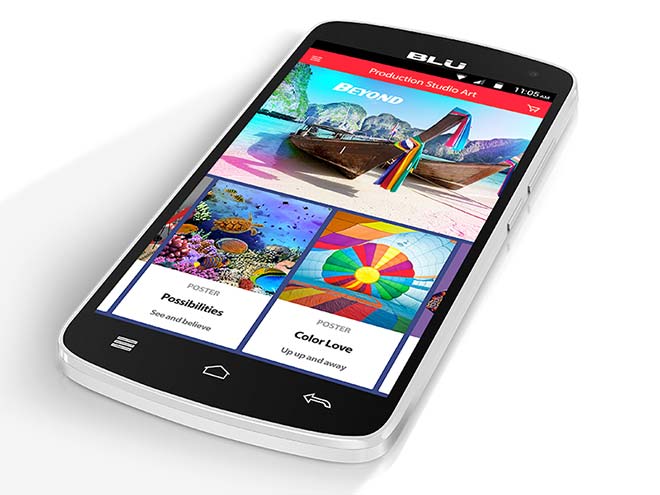 BLU
11:05 AM
Production Studio Art
BEYOND
POSTER
Possibilities
See and believe
POSTER
Color Love
Up up and away